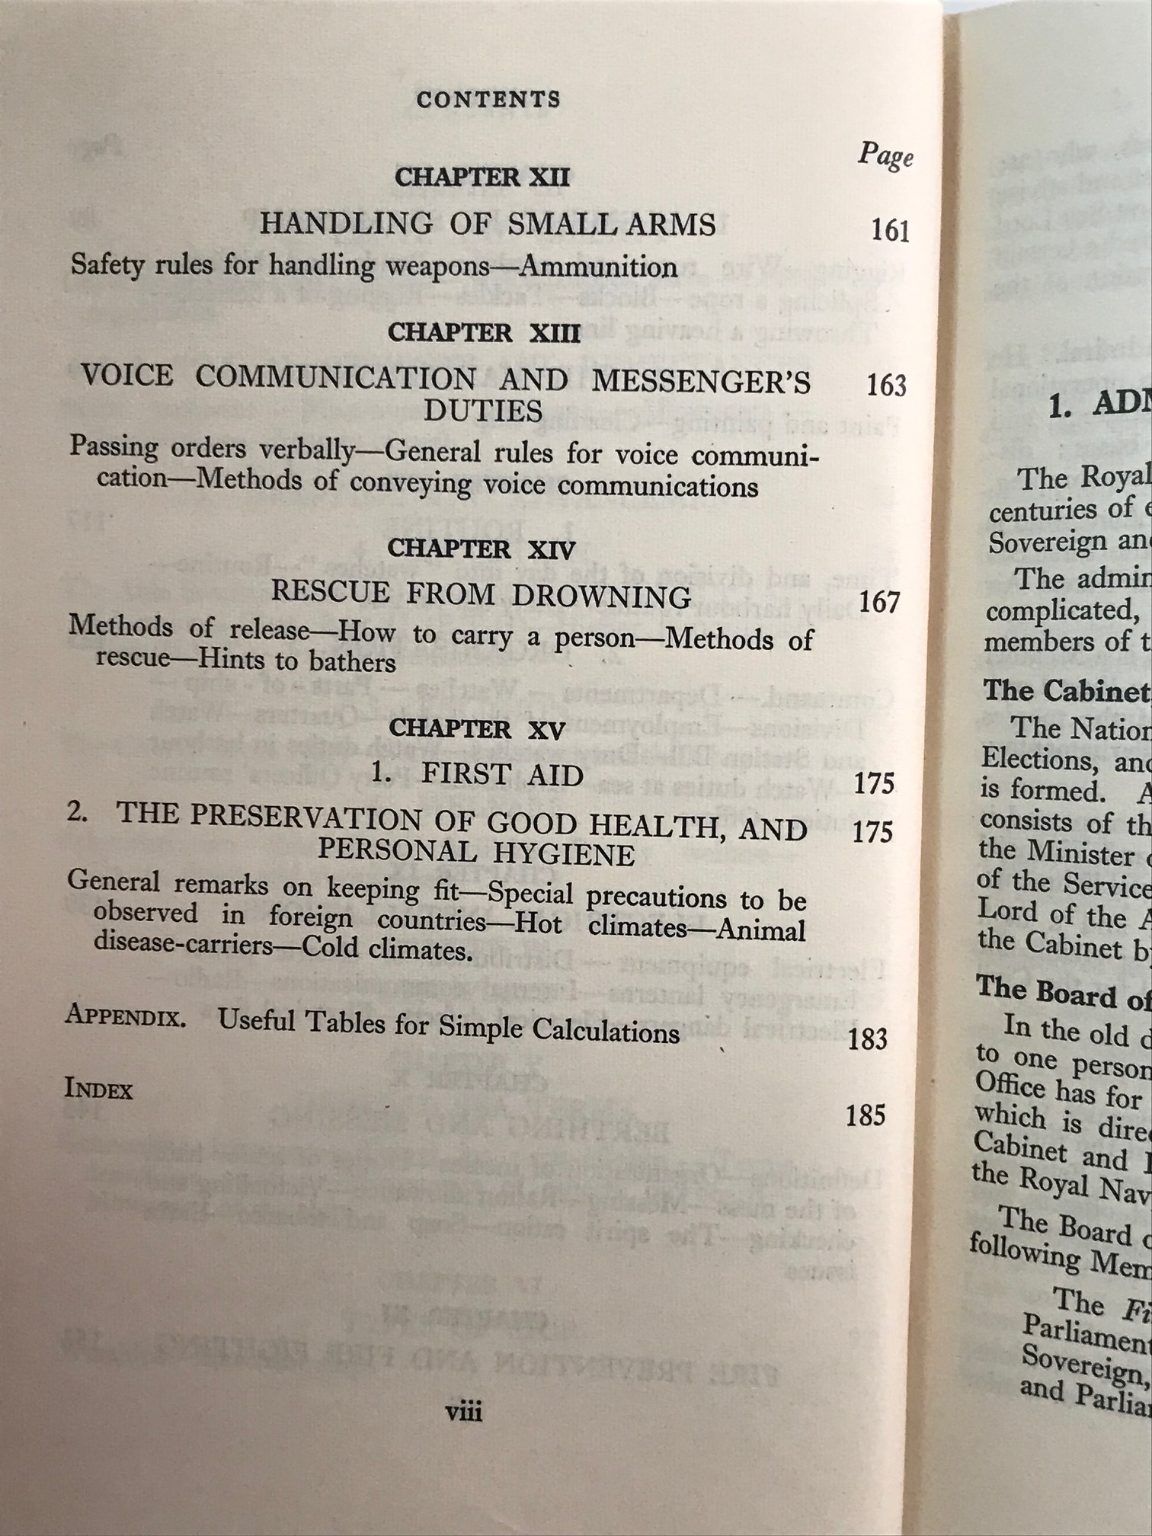 CONTENTS
Page
CHAPTER XII
HANDLING OF SMALL ARMS 161
Safety rules for handling weapons—Ammunition
CHAPTER XIII
VOICE COMMUNICATION AND MESSENGER'S 163
DUTIES
Passing orders verbally—General rules for voice communi-
cation—Methods of conveying voice communications
CHAPTER XIV
RESCUE FROM DROWNING 167
Methods of release—How to carry a person—Methods of
rescue—Hints to bathers
CHAPTER XV
1. FIRST AID 175
2. THE PRESERVATION OF GOOD HEALTH, AND 175
PERSONAL HYGIENE
General remarks on keeping fit—Special precautions to be
observed in foreign countries—Hot climates—Animal
disease-carriers—Cold climates.
APPENDIX. Useful Tables for Simple Calculations 183
INDEX 185
viii
1. ADM
The Royal
centuries of
Sovereign an
The admin
complicated,
members of t
The Cabinet
The Nation
Elections, and
is formed. A
consists of th
the Minister
of the Service
Lord of the A
the Cabinet by
The Board of
In the old d
to one person
Office has for
which is dire
Cabinet and
the Royal Nav
The Board o
following Mem
The Fi
Parliament
Sovereign,
and Parlia